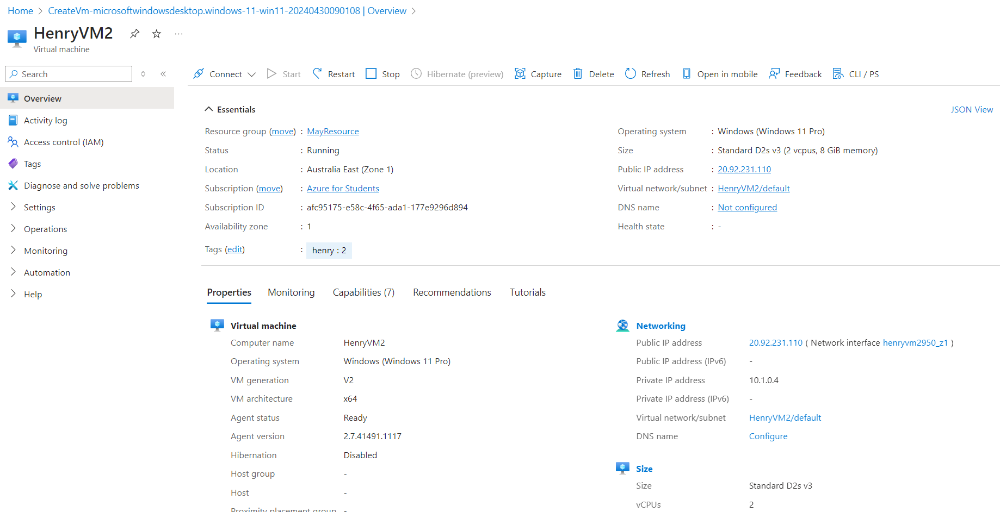 Home > CreateVm-microsoftwindowsdesktop.windows-11-win11-20240430090108 | Overview >
HenryVM2
Virtual machine
Search
Connect Start Restart Stop Hibernate (preview) Capture Delete Refresh Open in mobile Feedback CLI / PS
Overview
Activity log
Access control (IAM)
Tags
Diagnose and solve problems
Settings
Operations
Monitoring
Automation
Help
Essentials
JSON View
Resource group (move) : MayResource
Status : Running
Location : Australia East (Zone 1)
Subscription (move) : Azure for Students
Subscription ID : afc95175-e58c-4f65-ada1-177e9296d894
Availability zone : 1
Tags (edit) : henry : 2
Operating system : Windows (Windows 11 Pro)
Size : Standard D2s v3 (2 vcpus, 8 GiB memory)
Public IP address : 20.92.231.110
Virtual network/subnet : HenryVM2/default
DNS name : Not configured
Health state : -
Properties Monitoring Capabilities (7) Recommendations Tutorials
Virtual machine
Computer name HenryVM2
Operating system Windows (Windows 11 Pro)
VM generation V2
VM architecture x64
Agent status Ready
Agent version 2.7.41491.1117
Hibernation Disabled
Host group -
Host -
Proximity placement group -
Networking
Public IP address 20.92.231.110 ( Network interface henryvm2950_z1 )
Public IP address (IPv6) -
Private IP address 10.1.0.4
Private IP address (IPv6) -
Virtual network/subnet HenryVM2/default
DNS name Configure
Size
Size Standard D2s v3
vCPUs 2